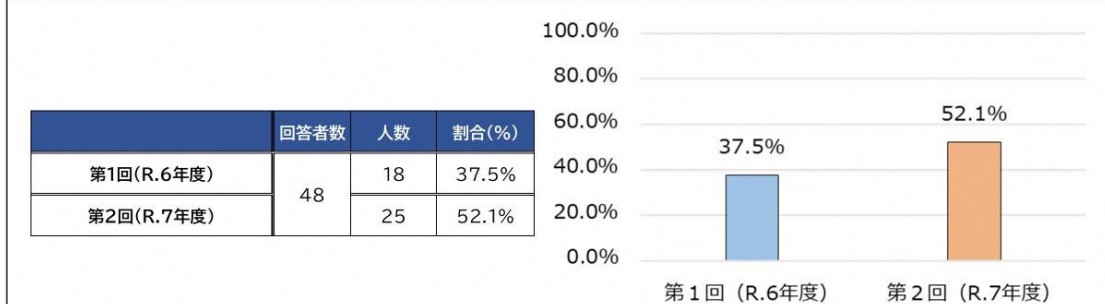 回答者数 人数 割合(%)
第1回(R.6年度) 48 18 37.5%
第2回(R.7年度) 25 52.1%
100.0%
80.0%
60.0%
40.0%
20.0%
0.0%
37.5%
52.1%
第１回（R.6年度） 第２回（R.7年度）